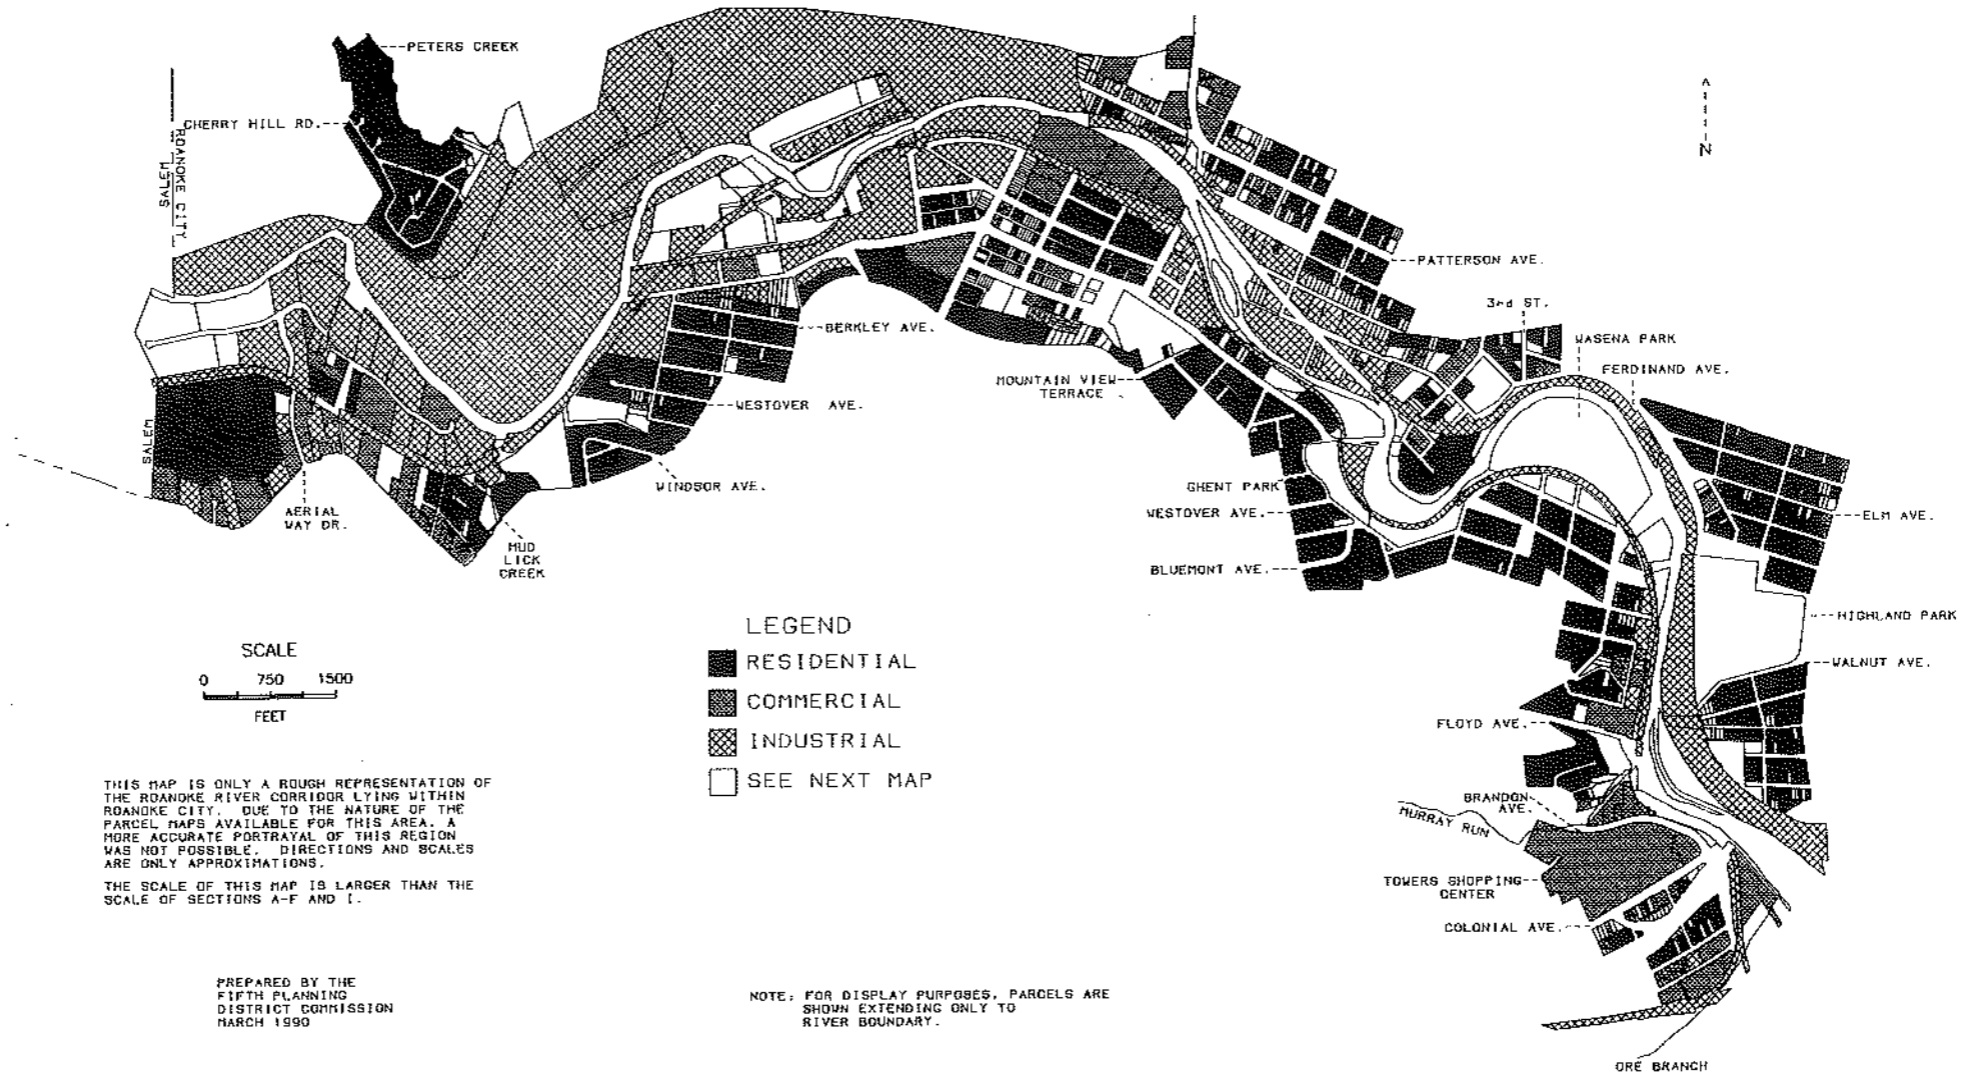 PETERS CREEK
CHERRY HILL RD.
SALEM
ROANOKE CITY
A
N
PATTERSON AVE.
3rd ST.
WASENA PARK
FERDINAND AVE.
BERKLEY AVE.
MOUNTAIN VIEW
TERRACE
WESTOVER AVE.
SALEM
WINDSOR AVE.
GHENT PARK
WESTOVER AVE.
ELM AVE.
AERIAL
WAY DR.
MUD
LICK
CREEK
BLUEMONT AVE.
HIGHLAND PARK
WALNUT AVE.
FLOYD AVE.
BRANDON
AVE.
MURRAY RUN
TOWERS SHOPPING
CENTER
COLONIAL AVE.
ORE BRANCH
SCALE
0 750 1500
FEET
LEGEND
RESIDENTIAL
COMMERCIAL
INDUSTRIAL
SEE NEXT MAP
THIS MAP IS ONLY A ROUGH REPRESENTATION OF
THE ROANOKE RIVER CORRIDOR LYING WITHIN
ROANOKE CITY. DUE TO THE NATURE OF THE
PARCEL MAPS AVAILABLE FOR THIS AREA. A
MORE ACCURATE PORTRAYAL OF THIS REGION
WAS NOT POSSIBLE. DIRECTIONS AND SCALES
ARE ONLY APPROXIMATIONS.
THE SCALE OF THIS MAP IS LARGER THAN THE
SCALE OF SECTIONS A-F AND I.
PREPARED BY THE
FIFTH PLANNING
DISTRICT COMMISSION
MARCH 1990
NOTE: FOR DISPLAY PURPOSES, PARCELS ARE
SHOWN EXTENDING ONLY TO
RIVER BOUNDARY.